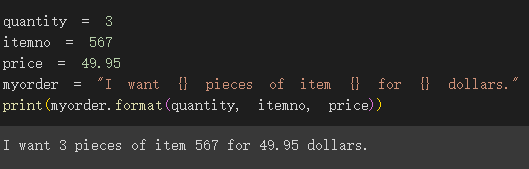 quantity = 3
itemno = 567
price = 49.95
myorder = "I want {} pieces of item {} for {} dollars."
print(myorder.format(quantity, itemno, price))
I want 3 pieces of item 567 for 49.95 dollars.